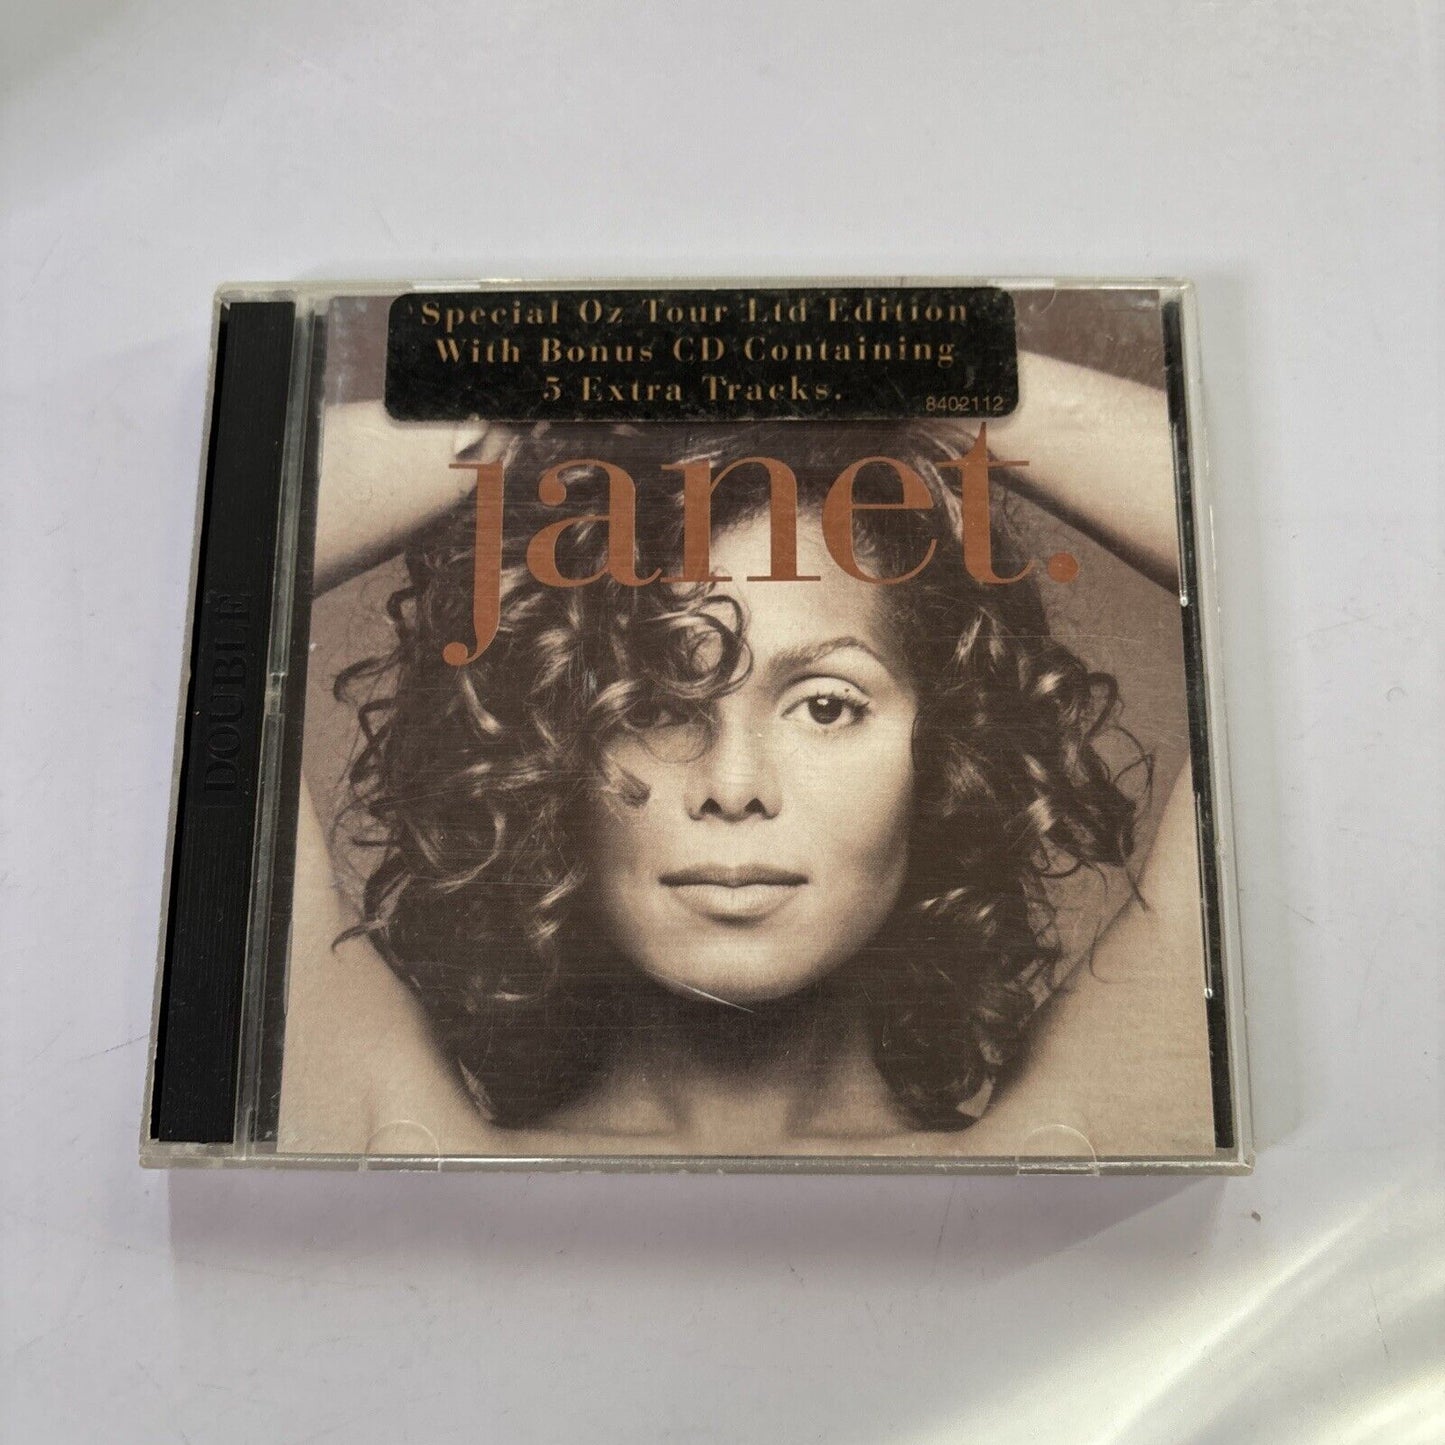 Special Oz Tour Ltd Edition
With Bonus CD Containing
5 Extra Tracks.
8402112
janet.
DOUBLE